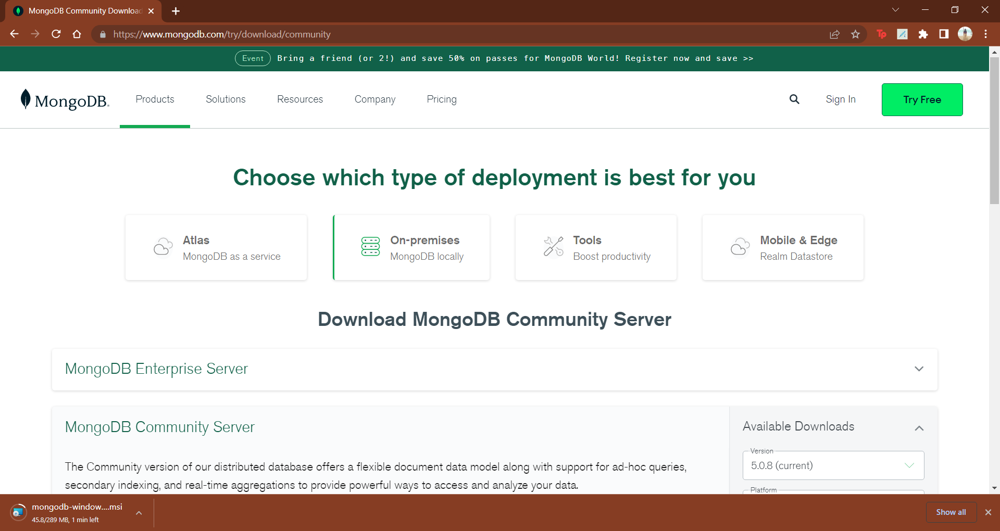 MongoDB Community Download
https://www.mongodb.com/try/download/community
Tp
Event Bring a friend (or 2!) and save 50% on passes for MongoDB World! Register now and save >>
MongoDB. Products Solutions Resources Company Pricing Sign In Try Free
Choose which type of deployment is best for you
Atlas
MongoDB as a service
On-premises
MongoDB locally
Tools
Boost productivity
Mobile & Edge
Realm Datastore
Download MongoDB Community Server
MongoDB Enterprise Server
MongoDB Community Server
The Community version of our distributed database offers a flexible document data model along with support for ad-hoc queries,
secondary indexing, and real-time aggregations to provide powerful ways to access and analyze your data.
Available Downloads
Version
5.0.8 (current)
Platform
mongodb-window....msi
45.8/289 MB, 1 min left
Show all